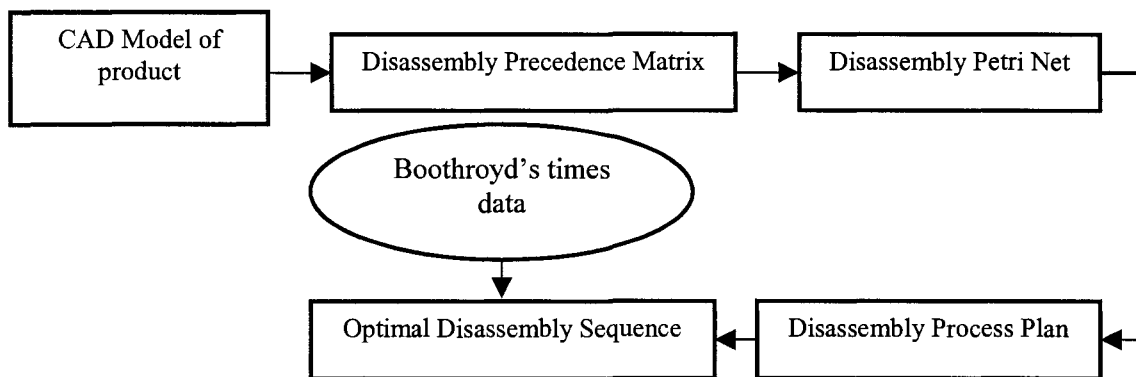 CAD Model of
product
Disassembly Precedence Matrix
Disassembly Petri Net
Boothroyd's times
data
Optimal Disassembly Sequence
Disassembly Process Plan